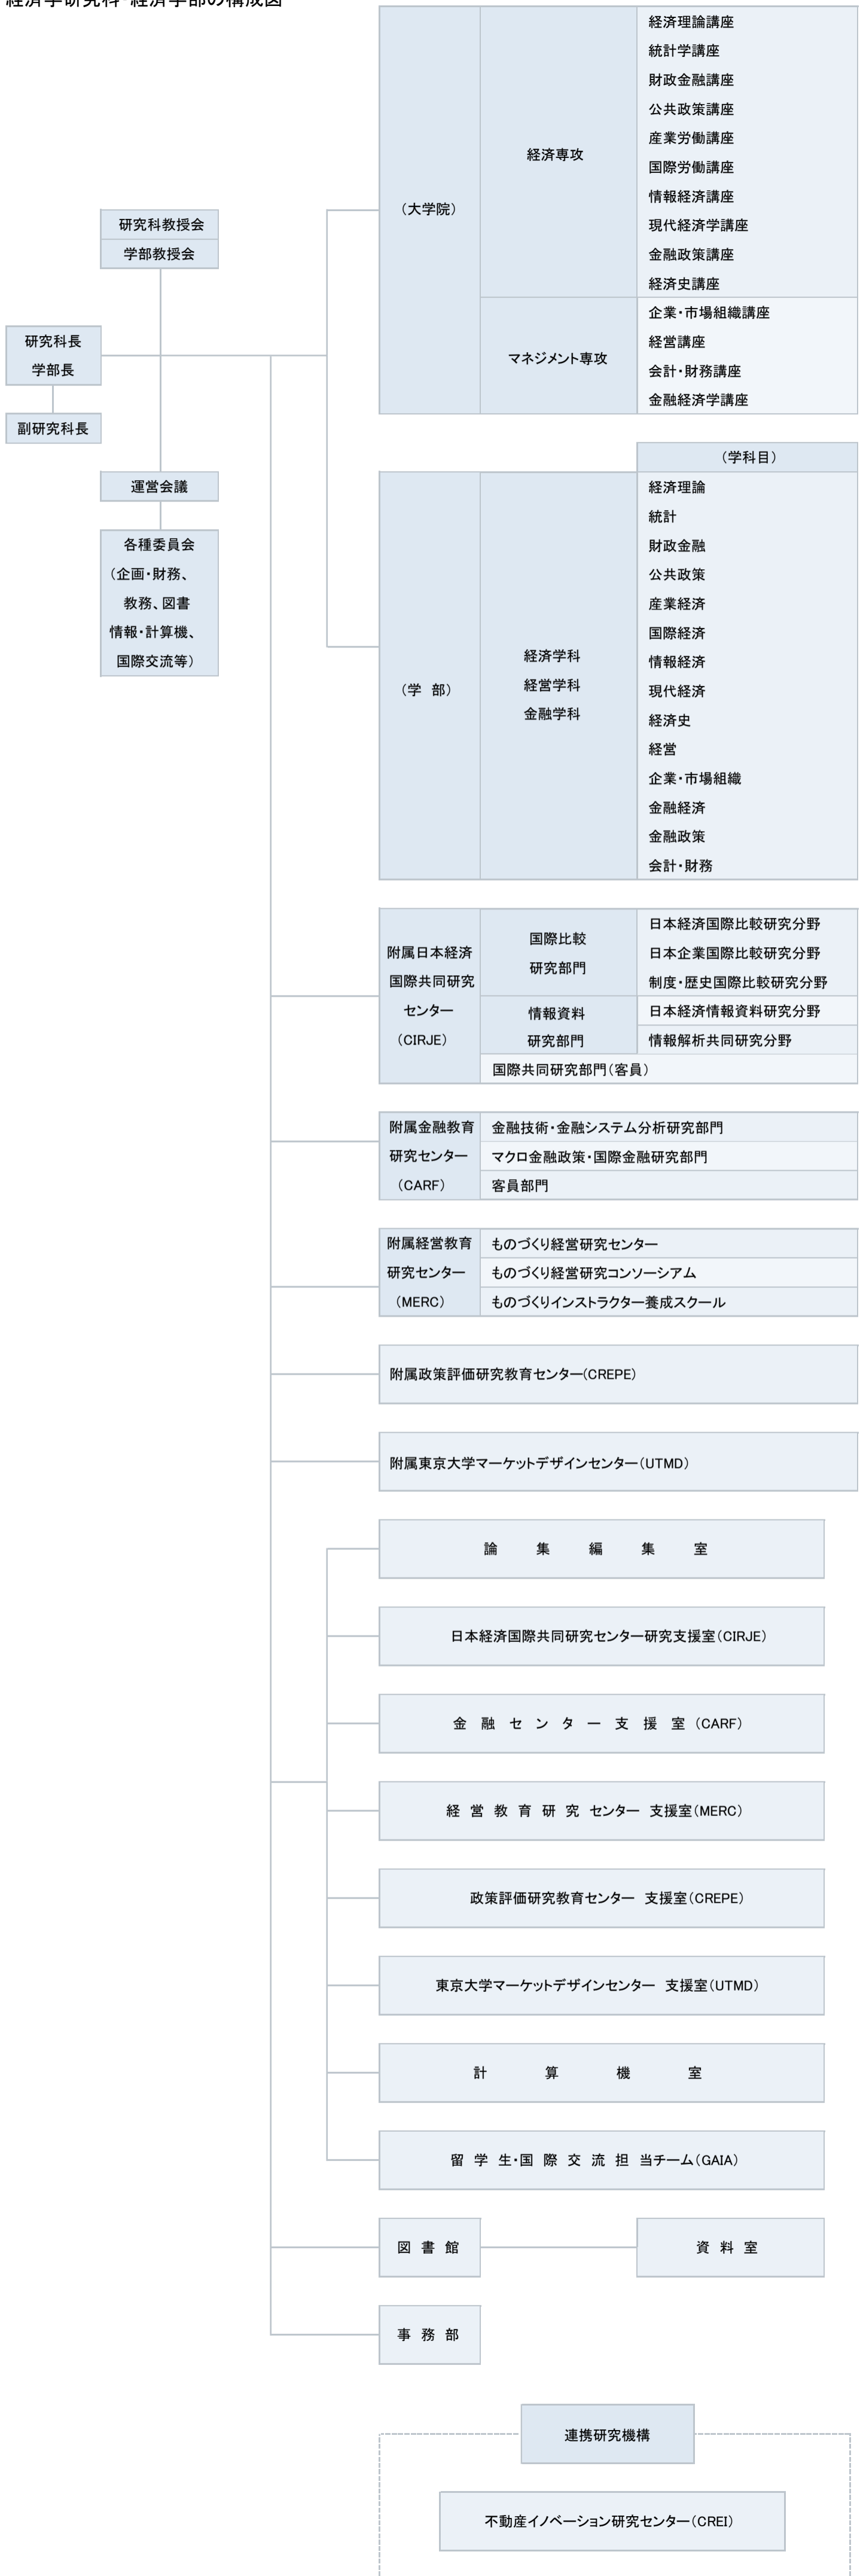 経済学研究科・経済学部の構成図
研究科教授会
学部教授会
研究科長
学部長
副研究科長
運営会議
各種委員会
（企画・財務、
教務、図書
情報・計算機、
国際交流等）
（大学院）
経済専攻
経済理論講座
統計学講座
財政金融講座
公共政策講座
産業労働講座
国際労働講座
情報経済講座
現代経済学講座
金融政策講座
経済史講座
マネジメント専攻
企業・市場組織講座
経営講座
会計・財務講座
金融経済学講座
（学科目）
（学　部）
経済学科
経営学科
金融学科
経済理論
統計
財政金融
公共政策
産業経済
国際経済
情報経済
現代経済
経済史
経営
企業・市場組織
金融経済
金融政策
会計・財務
附属日本経済
国際共同研究
センター
（CIRJE）
国際比較
研究部門
日本経済国際比較研究分野
日本企業国際比較研究分野
制度・歴史国際比較研究分野
情報資料
研究部門
日本経済情報資料研究分野
情報解析共同研究分野
国際共同研究部門（客員）
附属金融教育
研究センター
（CARF）
金融技術・金融システム分析研究部門
マクロ金融政策・国際金融研究部門
客員部門
附属経営教育
研究センター
（MERC）
ものづくり経営研究センター
ものづくり経営研究コンソーシアム
ものづくりインストラクター養成スクール
附属政策評価研究教育センター(CREPE)
附属東京大学マーケットデザインセンター（UTMD）
論　集　編　集　室
日本経済国際共同研究センター研究支援室（CIRJE）
金　融　セ　ン　タ　ー　支　援　室　（CARF）
経　営　教　育　研　究　センター　支援室（MERC）
政策評価研究教育センター　支援室（CREPE）
東京大学マーケットデザインセンター　支援室（UTMD）
計　算　機　室
留　学　生・国　際　交　流　担　当チーム（GAIA）
図　書　館
資　料　室
事　務　部
連携研究機構
不動産イノベーション研究センター（CREI）